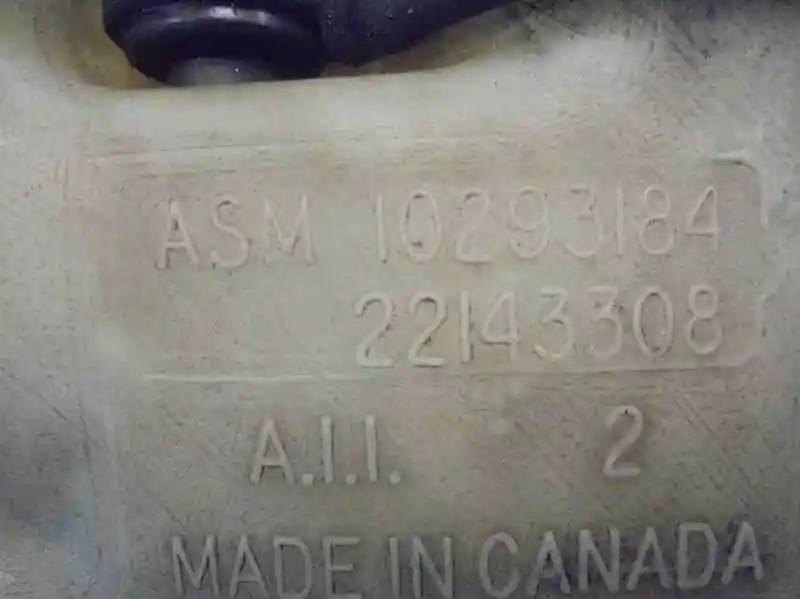 ASM 10293184
22143308
A.I.I. 2
MADE IN CANADA